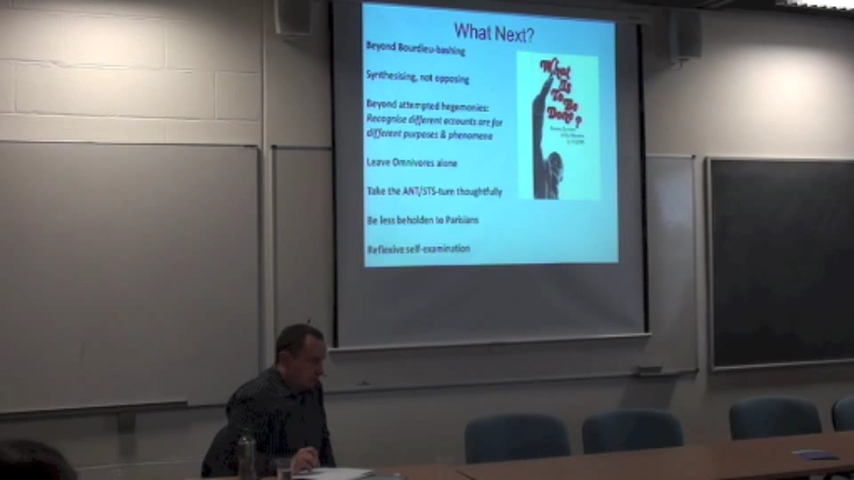 What Next?
Beyond Bourdieu-bashing
Synthesising, not opposing
Beyond attempted hegemonies:
Recognise different accounts are for
different purposes & phenomena
Leave Omnivores alone
Take the ANT/STS-turn thoughtfully
Be less beholden to Parisians
Reflexive self-examination
What
Is
To
Be
Done?